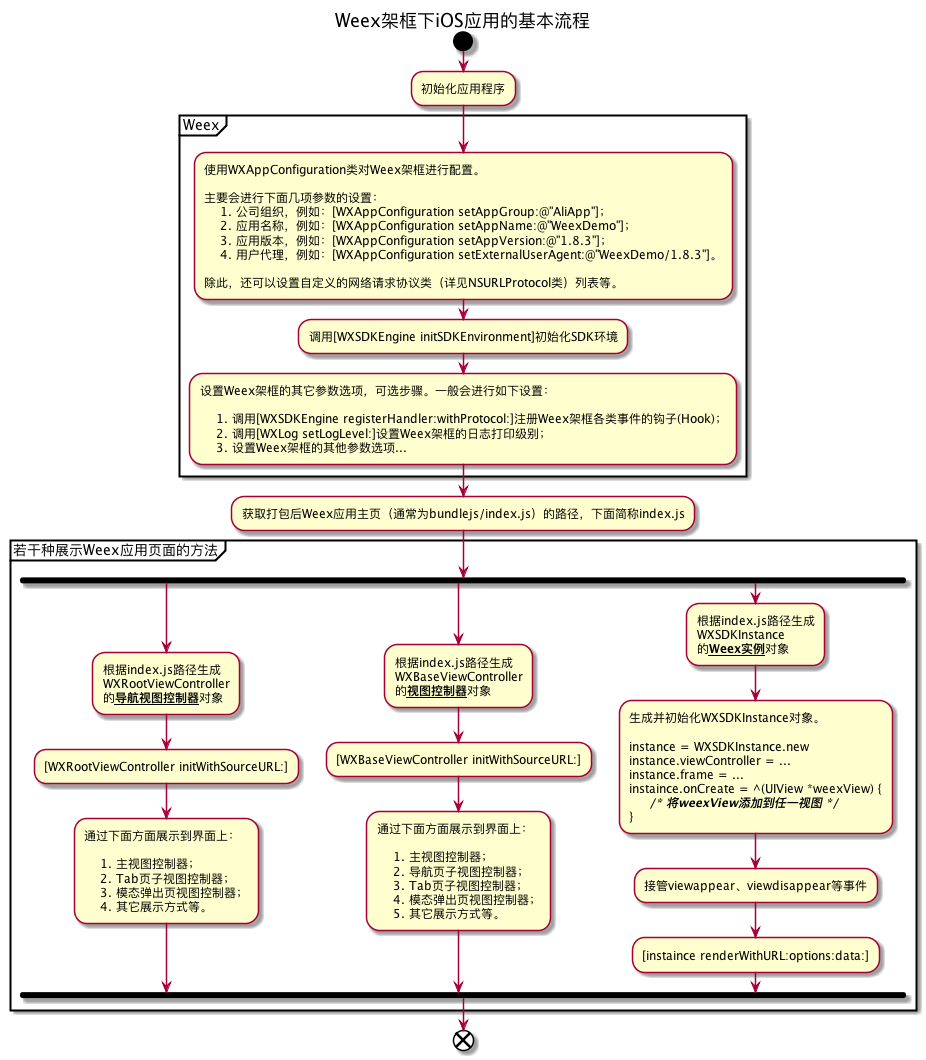 Weex架框下iOS应用的基本流程
初始化应用程序
Weex
使用WXAppConfiguration类对Weex架框进行配置。
主要会进行下面几项参数的设置：
1. 公司组织，例如：[WXAppConfiguration setAppGroup:@"AliApp"]；
2. 应用名称，例如：[WXAppConfiguration setAppName:@"WeexDemo"]；
3. 应用版本，例如：[WXAppConfiguration setAppVersion:@"1.8.3"]；
4. 用户代理，例如：[WXAppConfiguration setExternalUserAgent:@"WeexDemo/1.8.3"]。
除此，还可以设置自定义的网络请求协议类（详见NSURLProtocol类）列表等。
调用[WXSDKEngine initSDKEnvironment]初始化SDK环境
设置Weex架框的其它参数选项，可选步骤。一般会进行如下设置：
1. 调用[WXSDKEngine registerHandler:withProtocol:]注册Weex架框各类事件的钩子(Hook)；
2. 调用[WXLog setLogLevel:]设置Weex架框的日志打印级别；
3. 设置Weex架框的其他参数选项...
获取打包后Weex应用主页（通常为bundlejs/index.js）的路径，下面简称index.js
若干种展示Weex应用页面的方法
根据index.js路径生成
WXRootViewController
的导航视图控制器对象
[WXRootViewController initWithSourceURL:]
通过下面方面展示到界面上：
1. 主视图控制器；
2. Tab页子视图控制器；
3. 模态弹出页视图控制器；
4. 其它展示方式等。
根据index.js路径生成
WXBaseViewController
的视图控制器对象
[WXBaseViewController initWithSourceURL:]
通过下面方面展示到界面上：
1. 主视图控制器；
2. 导航页子视图控制器；
3. Tab页子视图控制器；
4. 模态弹出页视图控制器；
5. 其它展示方式等。
根据index.js路径生成
WXSDKInstance
的Weex实例对象
生成并初始化WXSDKInstance对象。
instance = WXSDKInstance.new
instance.viewController = ...
instance.frame = ...
instaince.onCreate = ^(UIView *weexView) {
/* 将weexView添加到任一视图 */
}
接管viewappear、viewdisappear等事件
[instaince renderWithURL:options:data:]